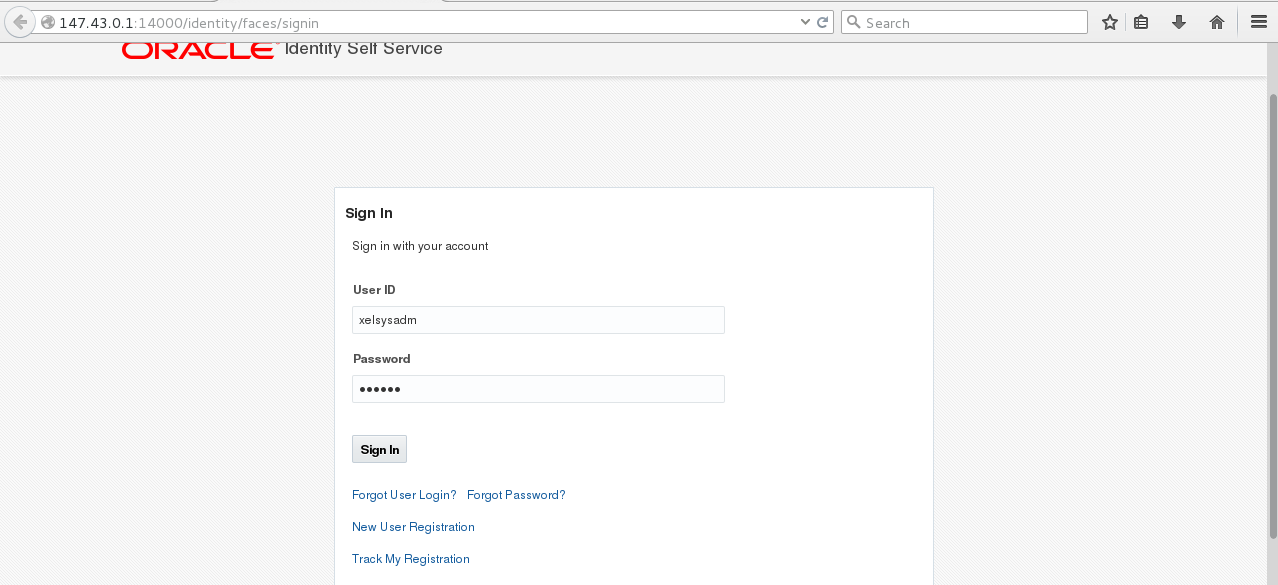 147.43.0.1:14000/identity/faces/signin
Search
ORACLE Identity Self Service
Sign In
Sign in with your account
User ID
xelsysadm
Password
••••••
Sign In
Forgot User Login? Forgot Password?
New User Registration
Track My Registration